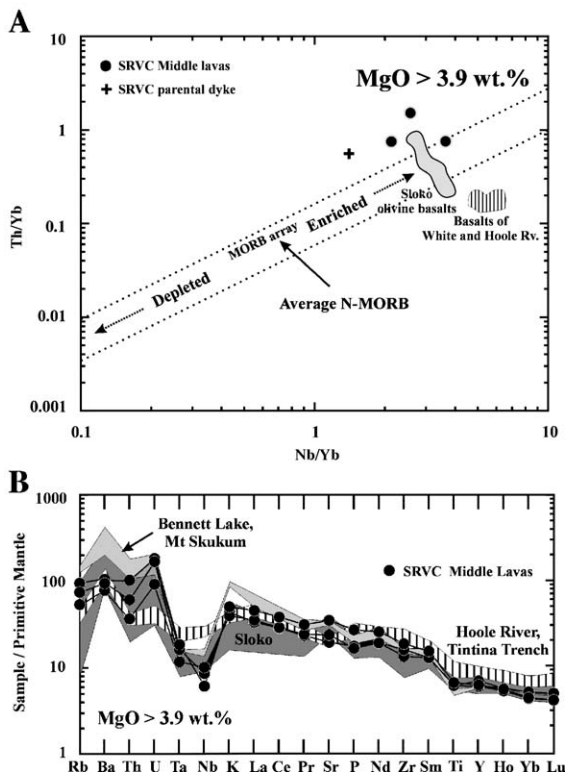 A
SRVC Middle lavas
SRVC parental dyke
MgO > 3.9 wt.%
10
1
0.1
0.01
0.001
Th/Yb
Sloko
olivine basalts
Basalts of
White and Hoole Rv.
Enriched
MORB array
Depleted
Average N-MORB
0.1
1
10
Nb/Yb
B
1000
100
10
1
Sample / Primitive Mantle
Bennett Lake,
Mt Skukum
SRVC Middle Lavas
Sloko
Hoole River,
Tintina Trench
MgO > 3.9 wt.%
Rb Ba Th U Ta Nb K La Ce Pr Sr P Nd Zr Sm Ti Y Ho Yb Lu